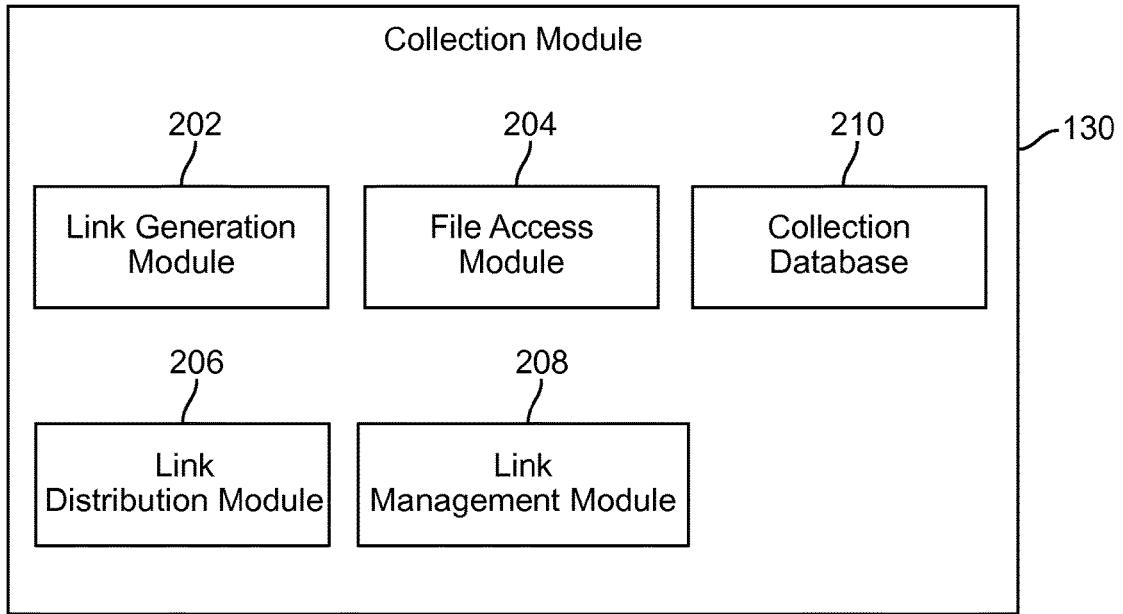 Collection Module
130
202
Link Generation
Module
204
File Access
Module
210
Collection
Database
206
Link
Distribution Module
208
Link
Management Module